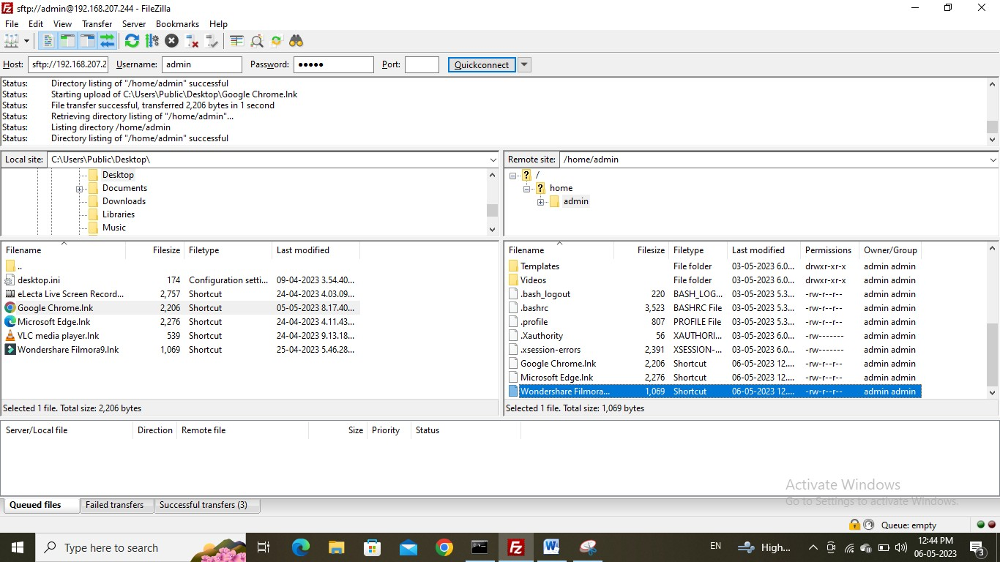 sftp://admin@192.168.207.244 - FileZilla
File Edit View Transfer Server Bookmarks Help
Host: sftp://192.168.207.2 Username: admin Password: ●●●●● Port: Quickconnect
Status: Directory listing of "/home/admin" successful
Status: Starting upload of C:\Users\Public\Desktop\Google Chrome.lnk
Status: File transfer successful, transferred 2,206 bytes in 1 second
Status: Retrieving directory listing of "/home/admin"...
Status: Listing directory /home/admin
Status: Directory listing of "/home/admin" successful
Local site: C:\Users\Public\Desktop\
Desktop
Documents
Downloads
Libraries
Music
Remote site: /home/admin
/
home
admin
Filename Filesize Filetype Last modified
..
desktop.ini 174 Configuration setti... 09-04-2023 3.54.40...
eLecta Live Screen Record... 2,757 Shortcut 24-04-2023 4.03.09...
Google Chrome.lnk 2,206 Shortcut 05-05-2023 8.17.40...
Microsoft Edge.lnk 2,276 Shortcut 24-04-2023 4.11.43...
VLC media player.lnk 539 Shortcut 24-04-2023 9.13.18...
Wondershare Filmora9.lnk 1,069 Shortcut 25-04-2023 5.46.28...
Selected 1 file. Total size: 2,206 bytes
Filename Filesize Filetype Last modified Permissions Owner/Group
Templates File folder 03-05-2023 6.0... drwxr-xr-x admin admin
Videos File folder 03-05-2023 6.0... drwxr-xr-x admin admin
.bash_logout 220 BASH_LOG... 03-05-2023 5.3... -rw-r--r-- admin admin
.bashrc 3,523 BASHRC File 03-05-2023 5.3... -rw-r--r-- admin admin
.profile 807 PROFILE File 03-05-2023 5.3... -rw-r--r-- admin admin
.Xauthority 56 XAUTHORI... 03-05-2023 6.0... -rw------- admin admin
.xsession-errors 2,391 XSESSION-... 03-05-2023 6.0... -rw------- admin admin
Google Chrome.lnk 2,206 Shortcut 06-05-2023 12.... -rw-r--r-- admin admin
Microsoft Edge.lnk 2,276 Shortcut 06-05-2023 12.... -rw-r--r-- admin admin
Wondershare Filmora... 1,069 Shortcut 06-05-2023 12.... -rw-r--r-- admin admin
Selected 1 file. Total size: 1,069 bytes
Server/Local file Direction Remote file Size Priority Status
Activate Windows
Go to Settings to activate Windows.
Queued files Failed transfers Successful transfers (3)
Queue: empty
Type here to search
EN High... 12:44 PM
06-05-2023
3